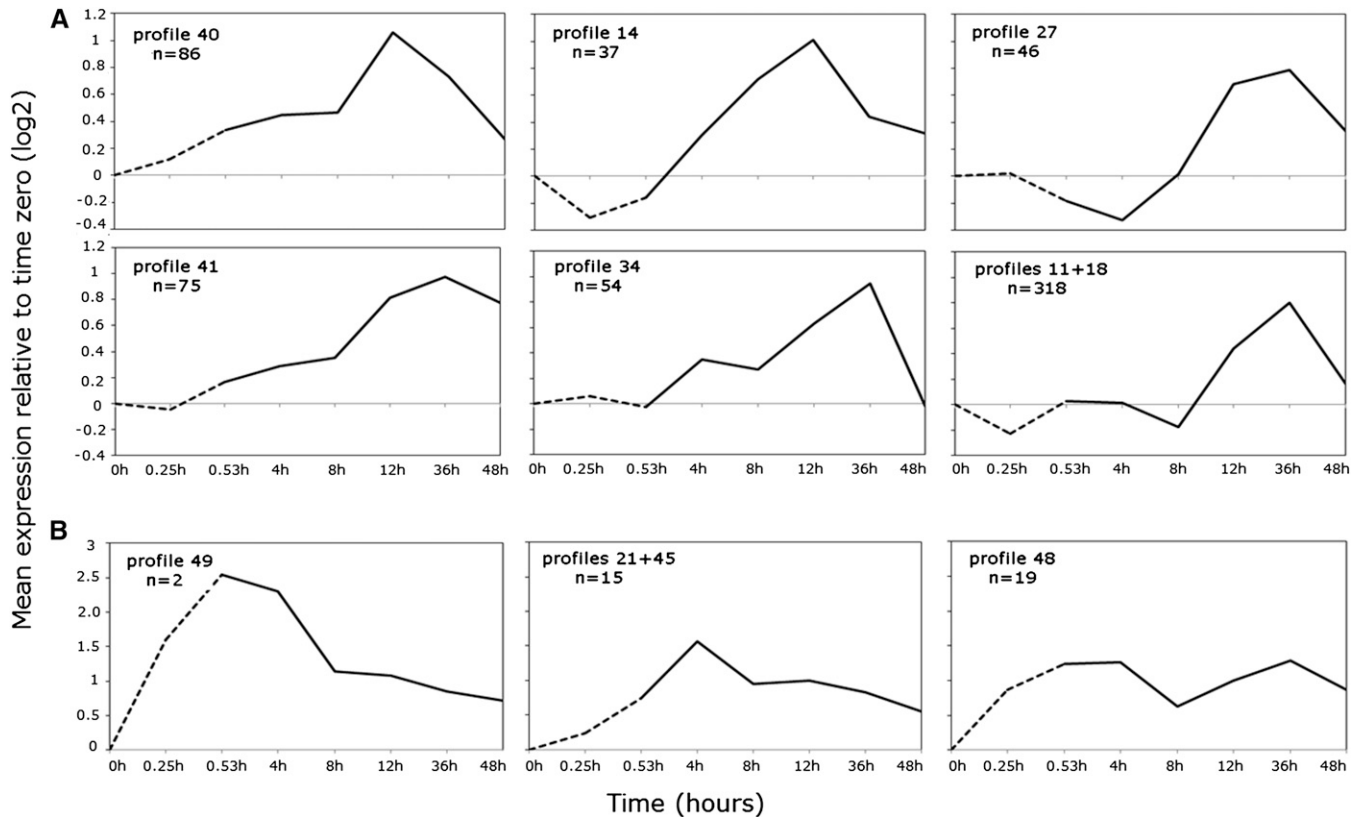 A
Mean expression relative to time zero (log2)
1.2
1
0.8
0.6
0.4
0.2
0
-0.2
-0.4
profile 40
n=86
profile 14
n=37
profile 27
n=46
1.2
1
0.8
0.6
0.4
0.2
0
-0.2
-0.4
profile 41
n=75
profile 34
n=54
profiles 11+18
n=318
0h 0.25h 0.53h 4h 8h 12h 36h 48h
0h 0.25h 0.53h 4h 8h 12h 36h 48h
0h 0.25h 0.53h 4h 8h 12h 36h 48h
B
3
2.5
2.0
1.5
1
0.5
0
profile 49
n=2
profiles 21+45
n=15
profile 48
n=19
0h 0.25h 0.53h 4h 8h 12h 36h 48h
0h 0.25h 0.53h 4h 8h 12h 36h 48h
0h 0.25h 0.53h 4h 8h 12h 36h 48h
Time (hours)